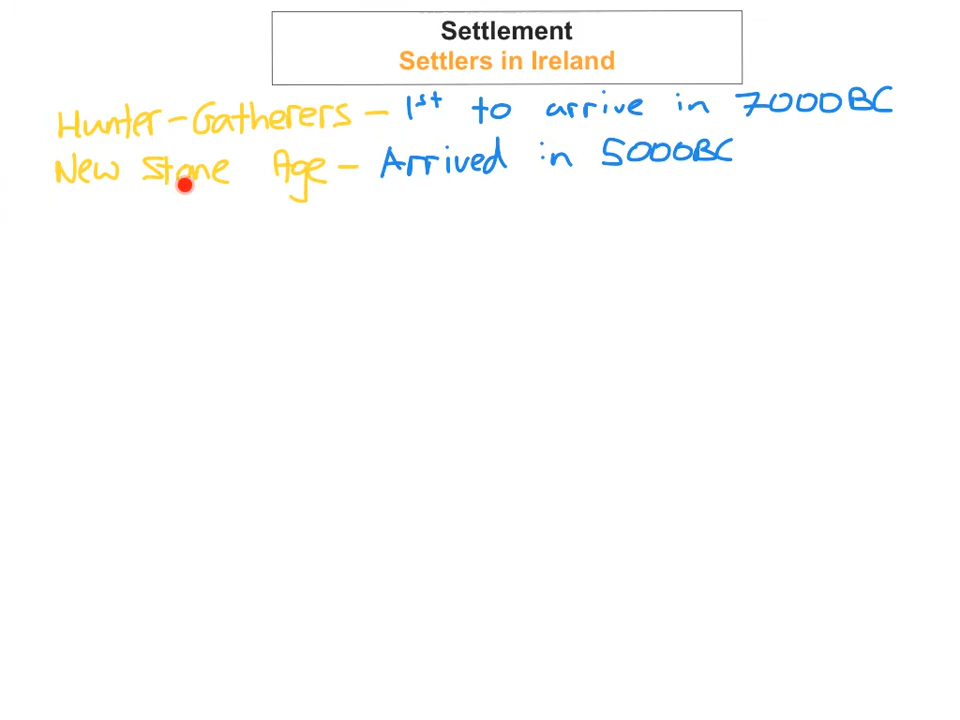 Settlement
Settlers in Ireland
Hunter-Gatherers - 1st to arrive in 7000BC
New Stone Age - Arrived in 5000BC